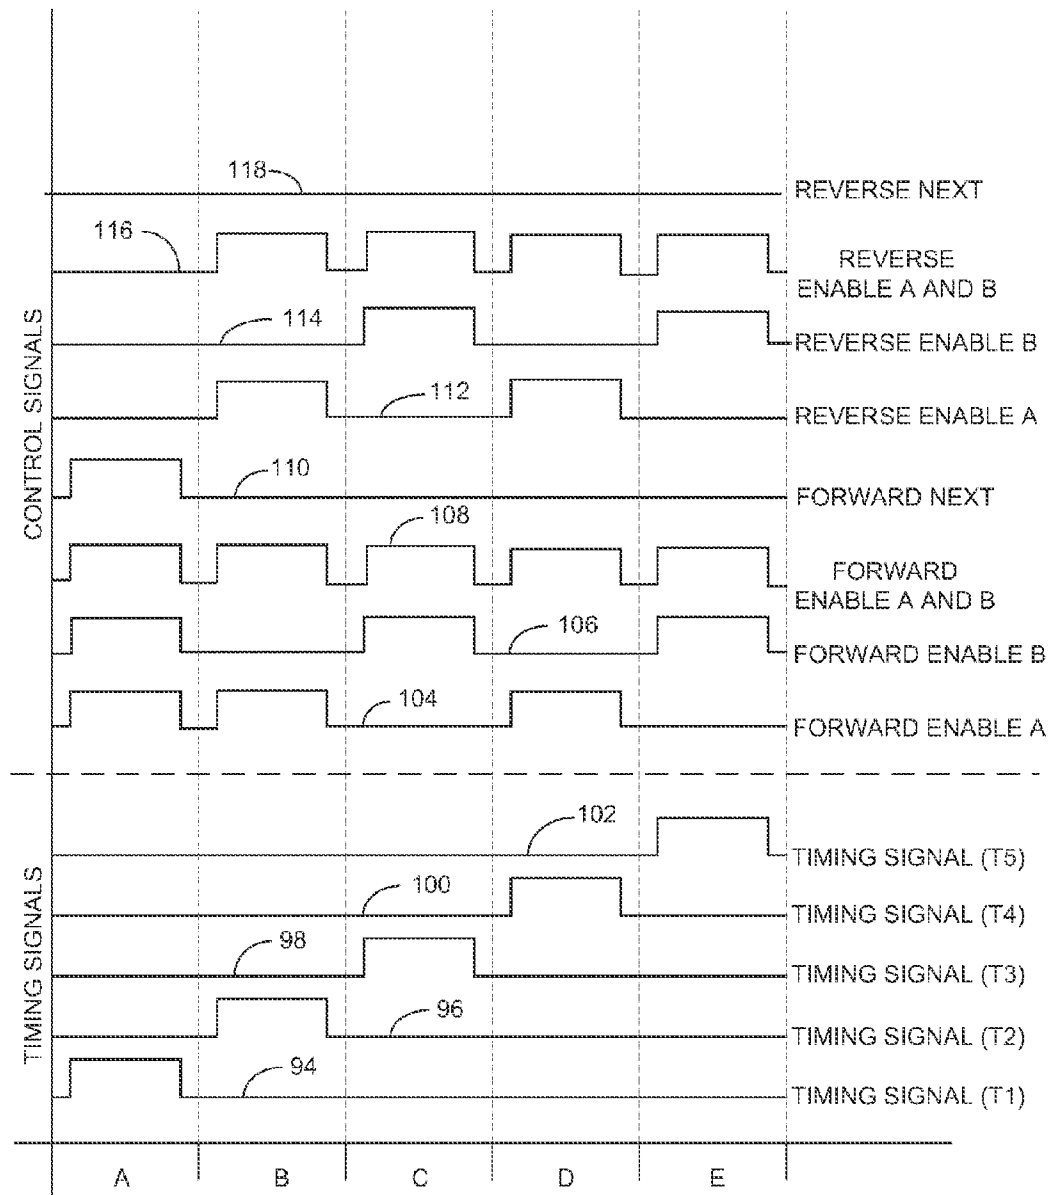 118
REVERSE NEXT
116
REVERSE
ENABLE A AND B
114
REVERSE ENABLE B
112
REVERSE ENABLE A
110
FORWARD NEXT
108
FORWARD
ENABLE A AND B
106
FORWARD ENABLE B
104
FORWARD ENABLE A
CONTROL SIGNALS
102
TIMING SIGNAL (T5)
100
TIMING SIGNAL (T4)
98
TIMING SIGNAL (T3)
96
TIMING SIGNAL (T2)
94
TIMING SIGNAL (T1)
TIMING SIGNALS
A B C D E